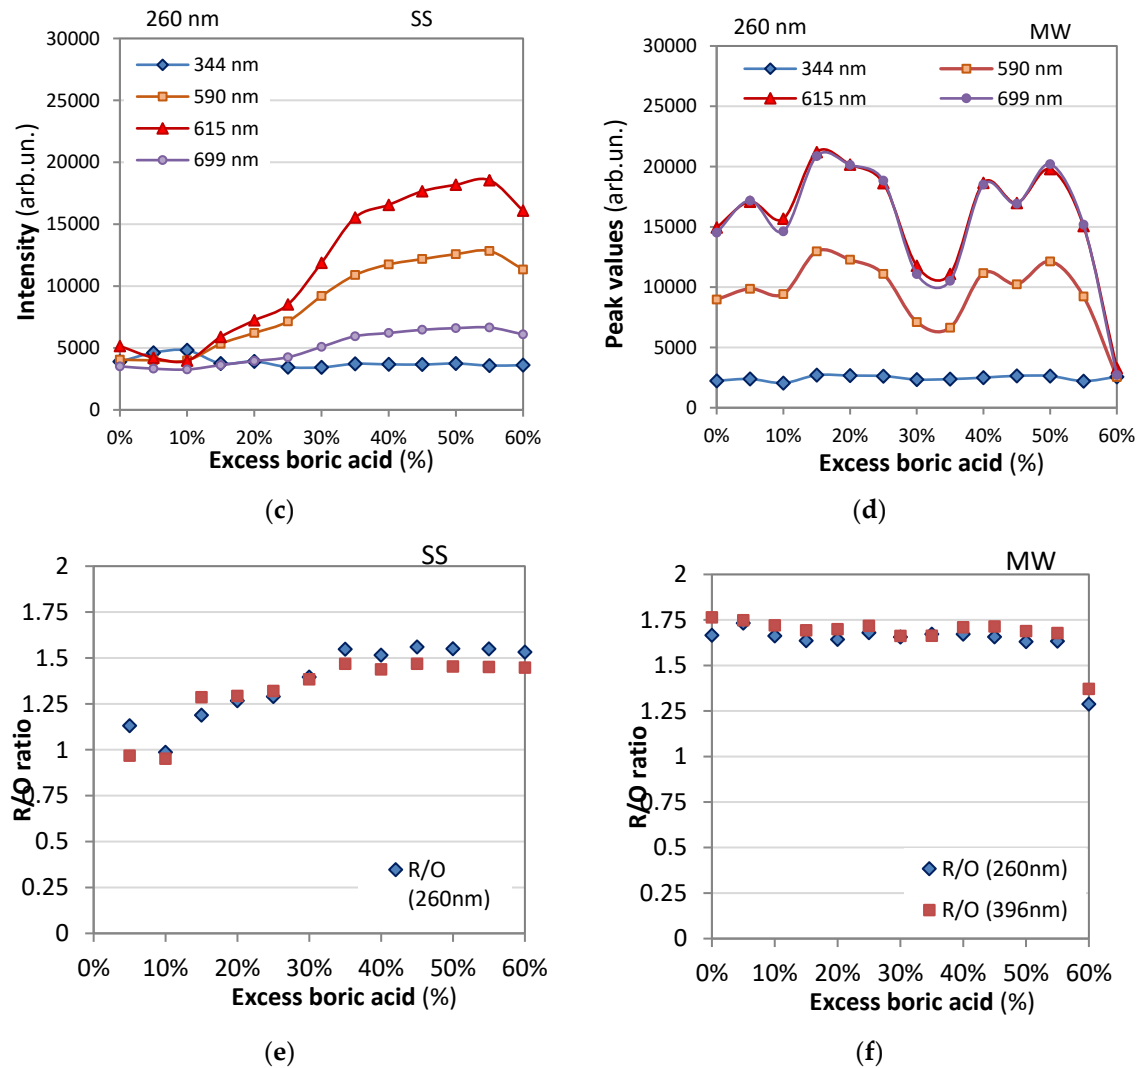 260 nm
SS
30000
25000
20000
15000
10000
5000
0
Intensity (arb.un.)
344 nm
590 nm
615 nm
699 nm
0% 10% 20% 30% 40% 50% 60%
Excess boric acid (%)
(c)
260 nm
MW
30000
25000
20000
15000
10000
5000
0
Peak values (arb.un.)
344 nm 590 nm
615 nm 699 nm
0% 10% 20% 30% 40% 50% 60%
Excess boric acid (%)
(d)
SS
2
1.75
1.5
1.25
1
0.75
0.5
0.25
0
R/O ratio
R/O
(260nm)
0% 10% 20% 30% 40% 50% 60%
Excess boric acid (%)
(e)
MW
2
1.75
1.5
1.25
1
0.75
0.5
0.25
0
R/O ratio
R/O (260nm)
R/O (396nm)
0% 10% 20% 30% 40% 50% 60%
Excess boric acid (%)
(f)